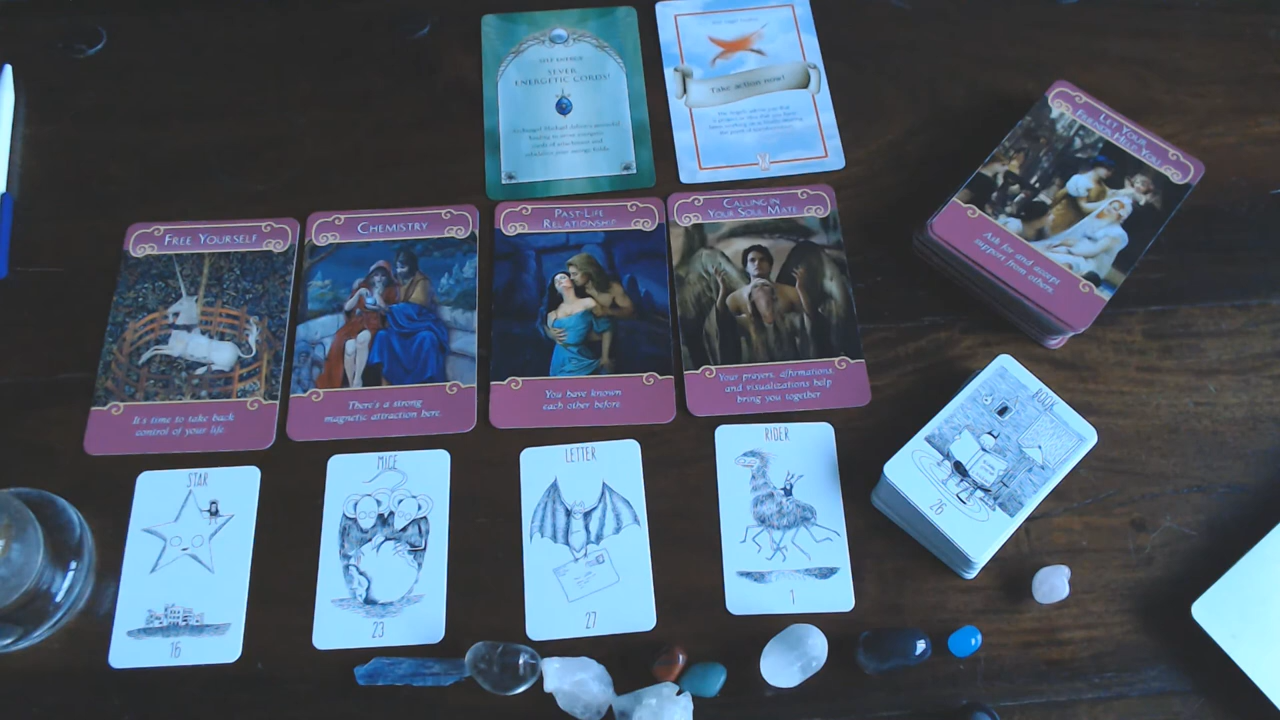 SEVER
ENERGETIC CORDS!
Take action now!
LET YOUR
FRIENDS HELP YOU
Ask for and accept
support from others.
FREE YOURSELF
It's time to take back
control of your life.
CHEMISTRY
There's a strong
magnetic attraction here.
PAST-LIFE
RELATIONSHIP
You have known
each other before.
CALLING IN
YOUR SOUL MATE
Your prayers, affirmations,
and visualizations help
bring you together
STAR
16
MICE
23
LETTER
27
RIDER
1
BOOK
26